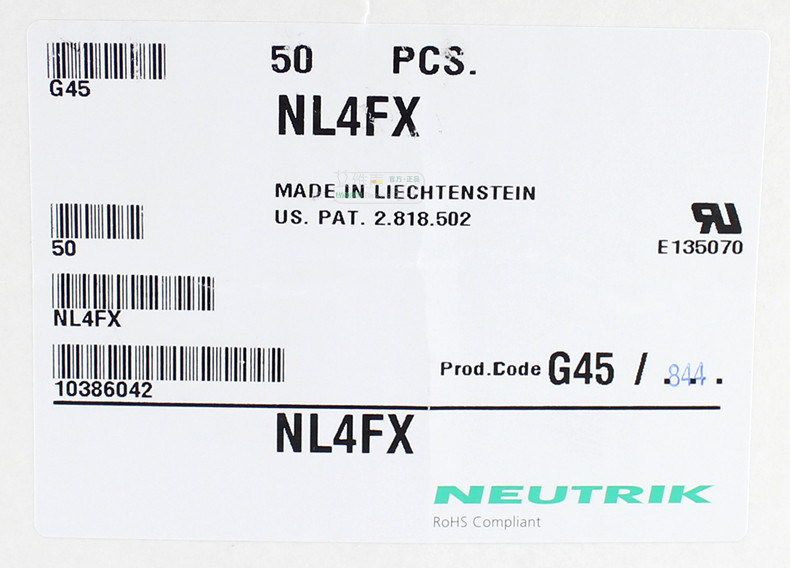 50 PCS.
G45
NL4FX
MADE IN LIECHTENSTEIN
US. PAT. 2.818.502
50
E135070
NL4FX
10386042
Prod.Code G45 / 844 .
NL4FX
NEUTRIK
RoHS Compliant